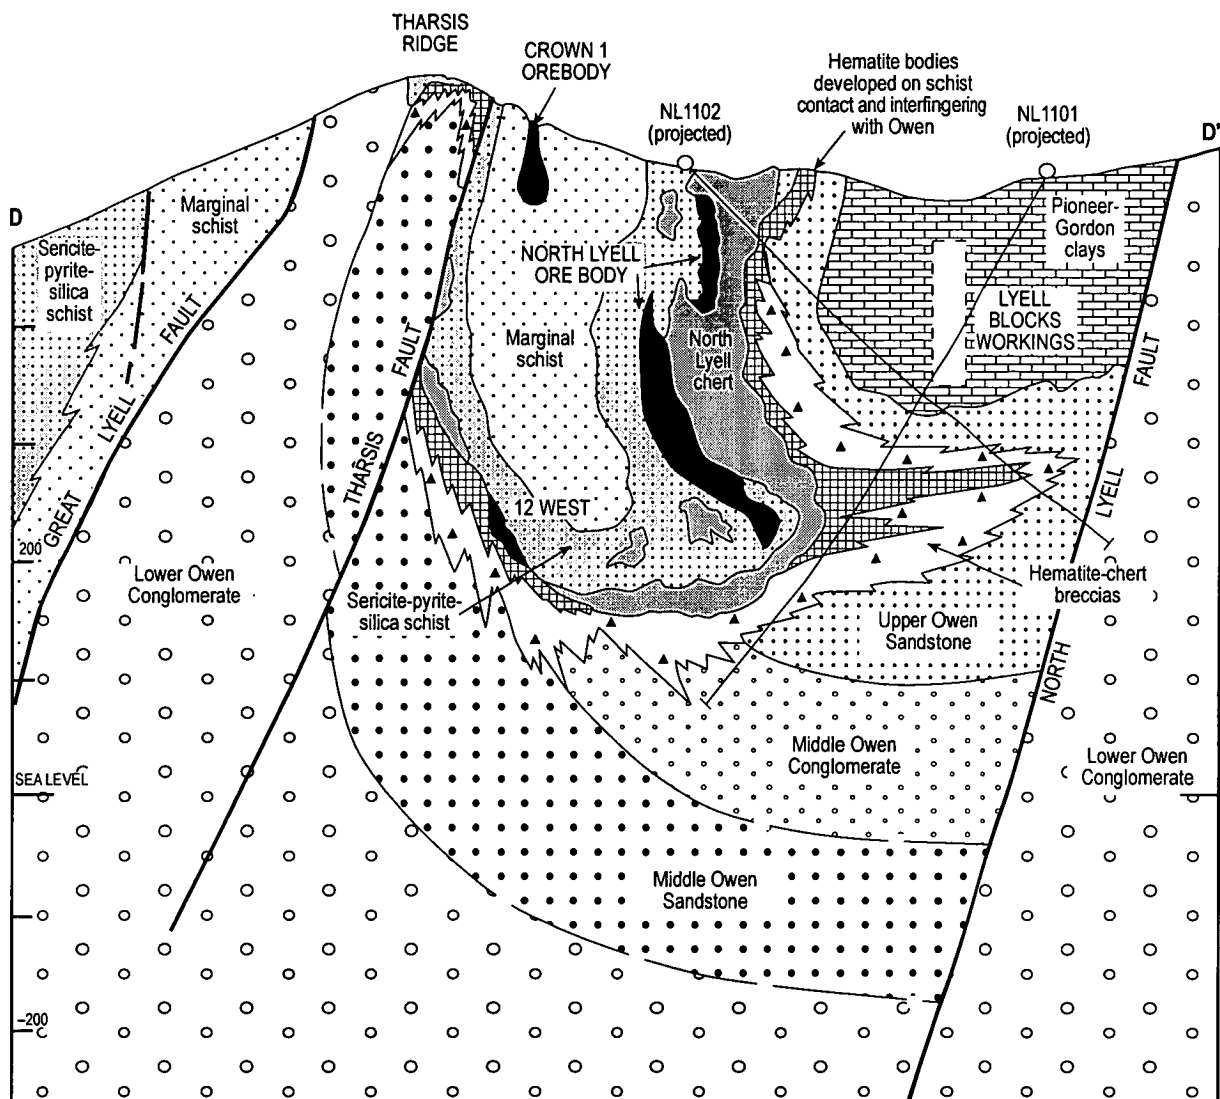 THARSIS
RIDGE
CROWN 1
OREBODY
Hematite bodies
developed on schist
contact and interfingering
with Owen
NL1102
(projected)
NL1101
(projected)
D'
D
Marginal
schist
Sericite-
pyrite-
silica
schist
Pioneer-
Gordon
clays
NORTH LYELL
ORE BODY
LYELL
BLOCKS
WORKINGS
Marginal
schist
North
Lyell
chert
GREAT LYELL FAULT
THARSIS FAULT
NORTH LYELL FAULT
12 WEST
200
Lower Owen
Conglomerate
Sericite-pyrite-
silica schist
Hematite-chert
breccias
Upper Owen
Sandstone
Middle Owen
Conglomerate
Lower Owen
Conglomerate
SEA LEVEL
Middle Owen
Sandstone
-200